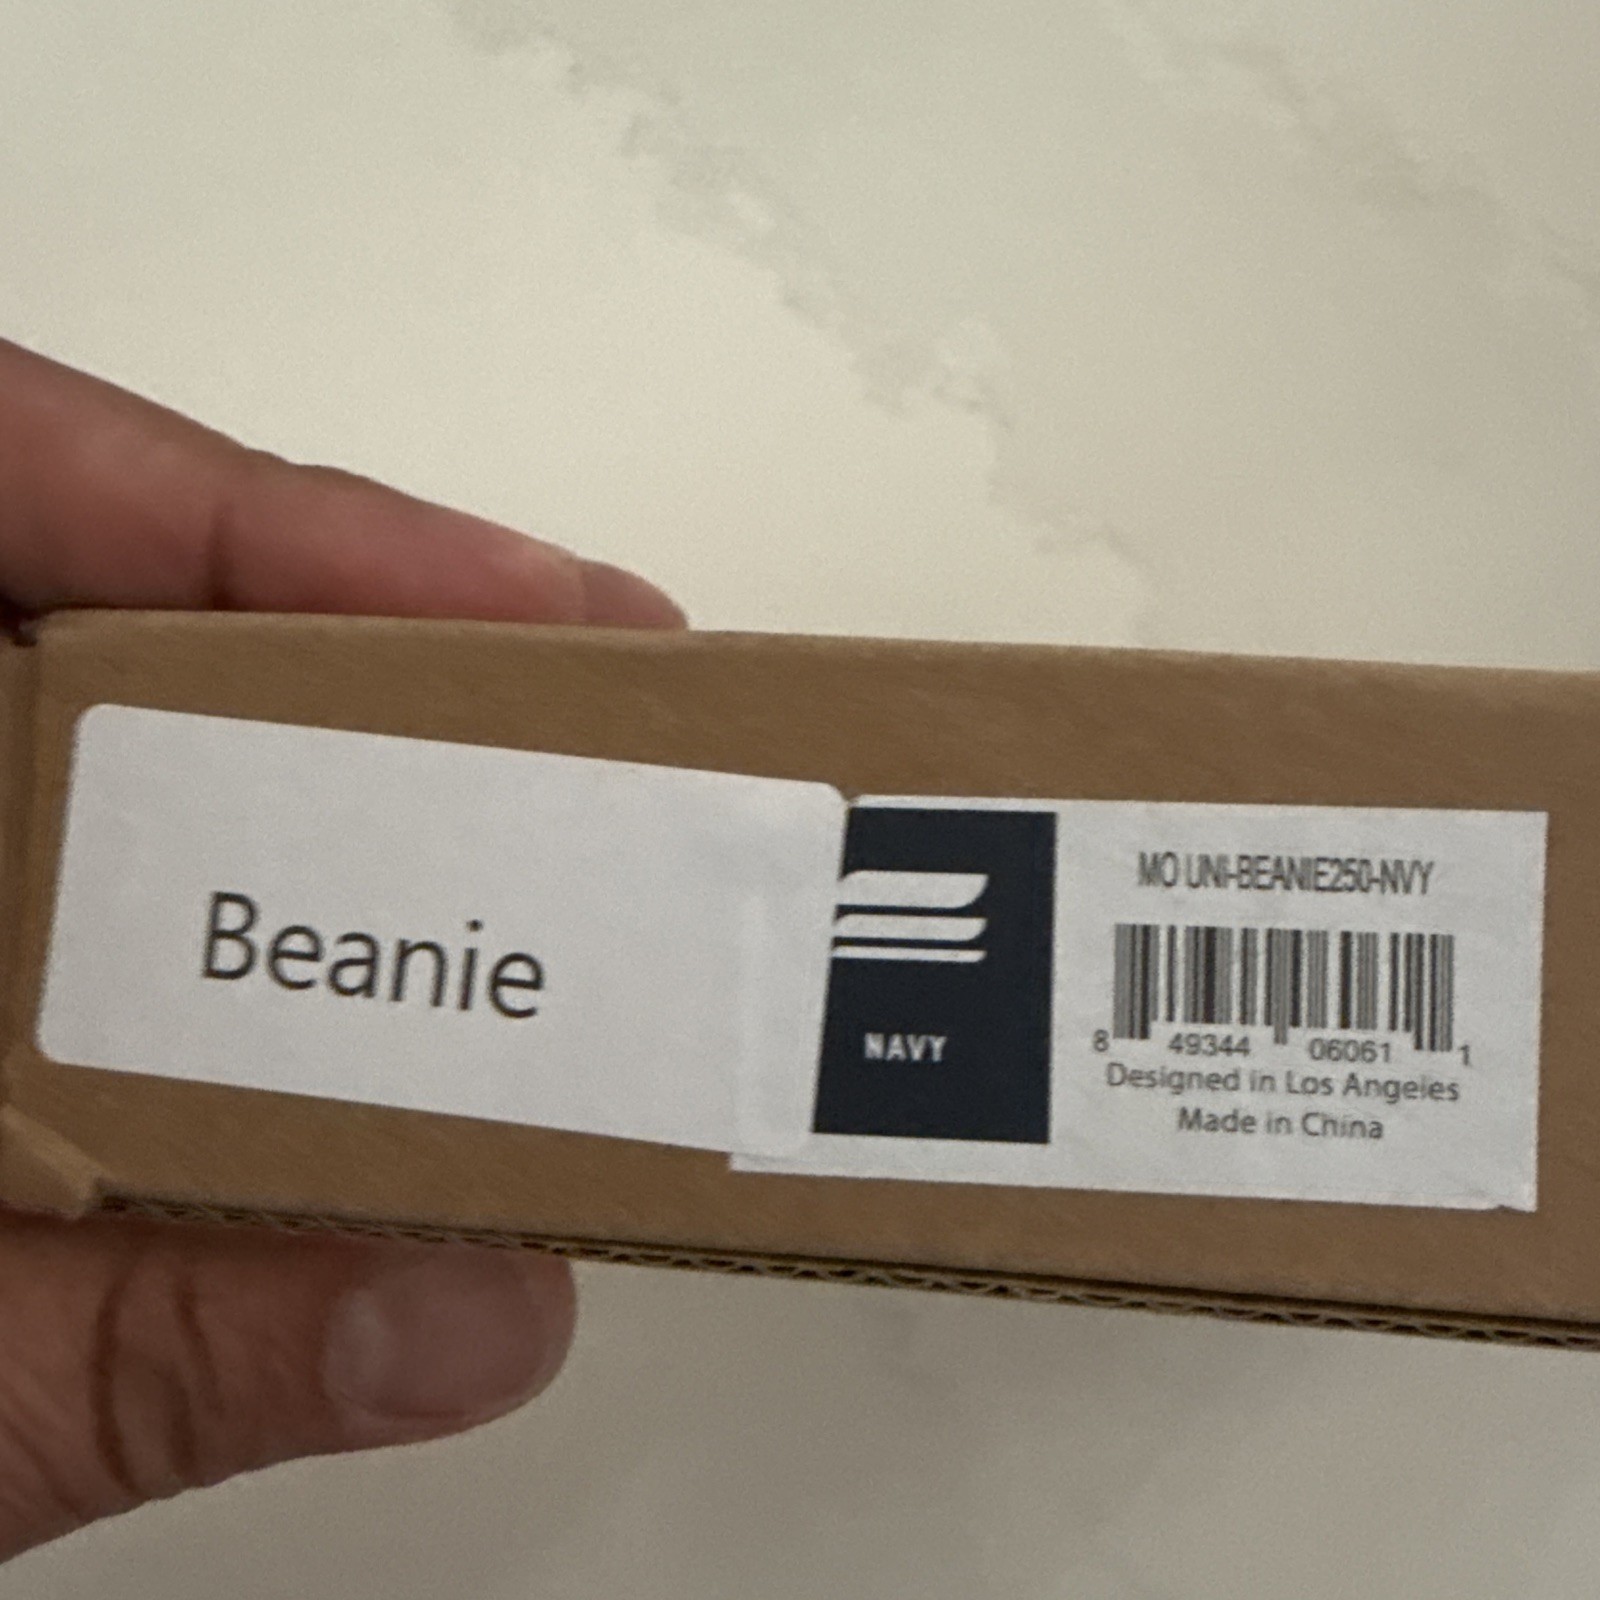 Beanie
NAVY
MO UNI-BEANIE250-NVY
8 49344 06061 1
Designed in Los Angeles
Made in China